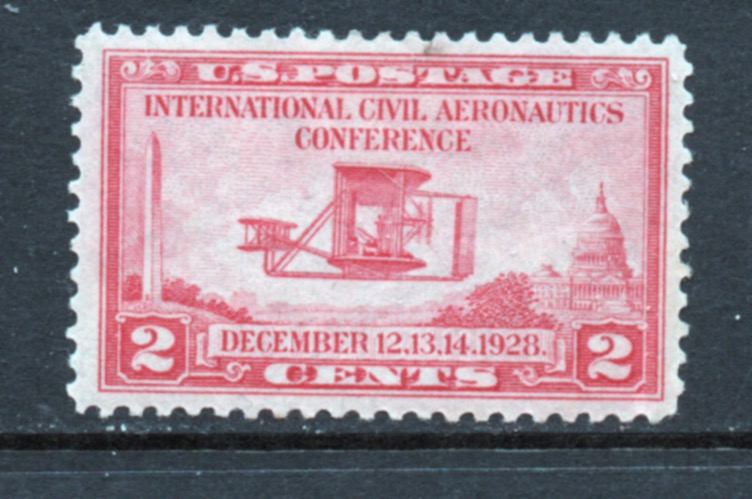 U.S. POSTAGE
INTERNATIONAL CIVIL AERONAUTICS
CONFERENCE
2 DECEMBER 12,13,14.1928. 2
CENTS